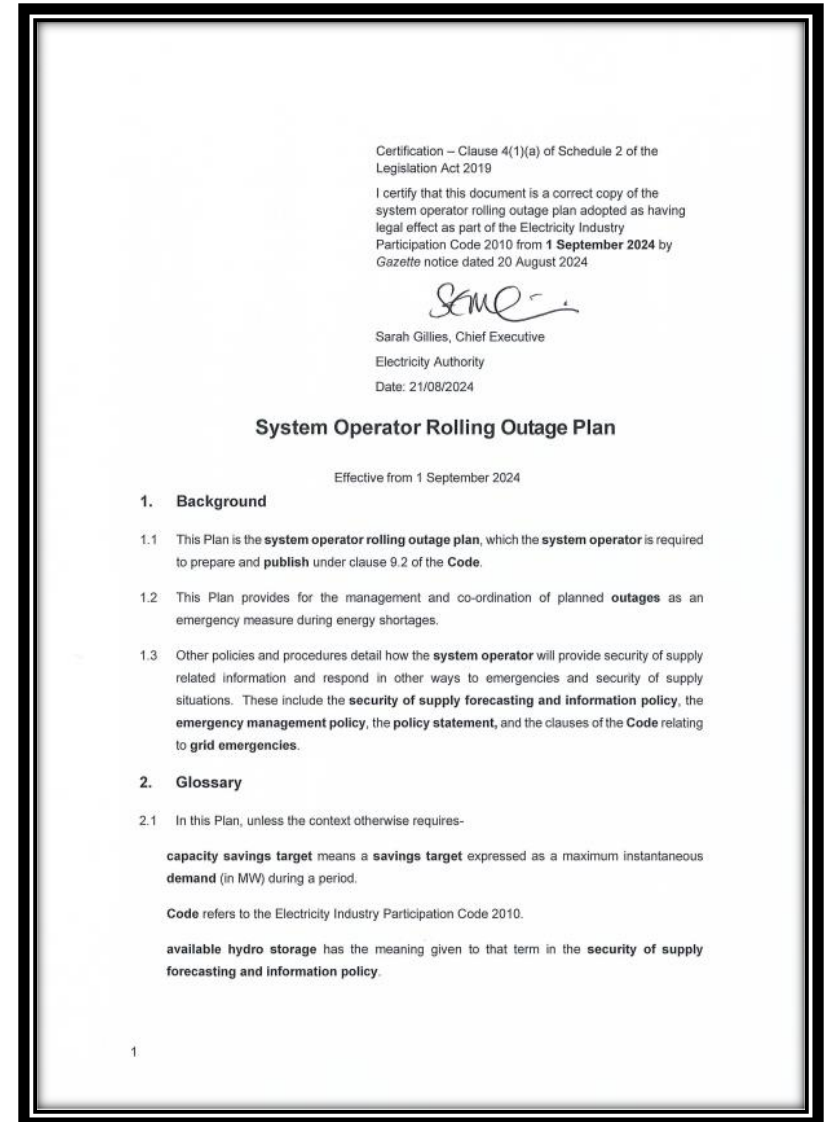 Certification – Clause 4(1)(a) of Schedule 2 of the
Legislation Act 2019
I certify that this document is a correct copy of the
system operator rolling outage plan adopted as having
legal effect as part of the Electricity Industry
Participation Code 2010 from 1 September 2024 by
Gazette notice dated 20 August 2024
Sarah Gillies, Chief Executive
Electricity Authority
Date: 21/08/2024
System Operator Rolling Outage Plan
Effective from 1 September 2024
1. Background
1.1 This Plan is the system operator rolling outage plan, which the system operator is required
to prepare and publish under clause 9.2 of the Code.
1.2 This Plan provides for the management and co-ordination of planned outages as an
emergency measure during energy shortages.
1.3 Other policies and procedures detail how the system operator will provide security of supply
related information and respond in other ways to emergencies and security of supply
situations. These include the security of supply forecasting and information policy, the
emergency management policy, the policy statement, and the clauses of the Code relating
to grid emergencies.
2. Glossary
2.1 In this Plan, unless the context otherwise requires-
capacity savings target means a savings target expressed as a maximum instantaneous
demand (in MW) during a period.
Code refers to the Electricity Industry Participation Code 2010.
available hydro storage has the meaning given to that term in the security of supply
forecasting and information policy.
1